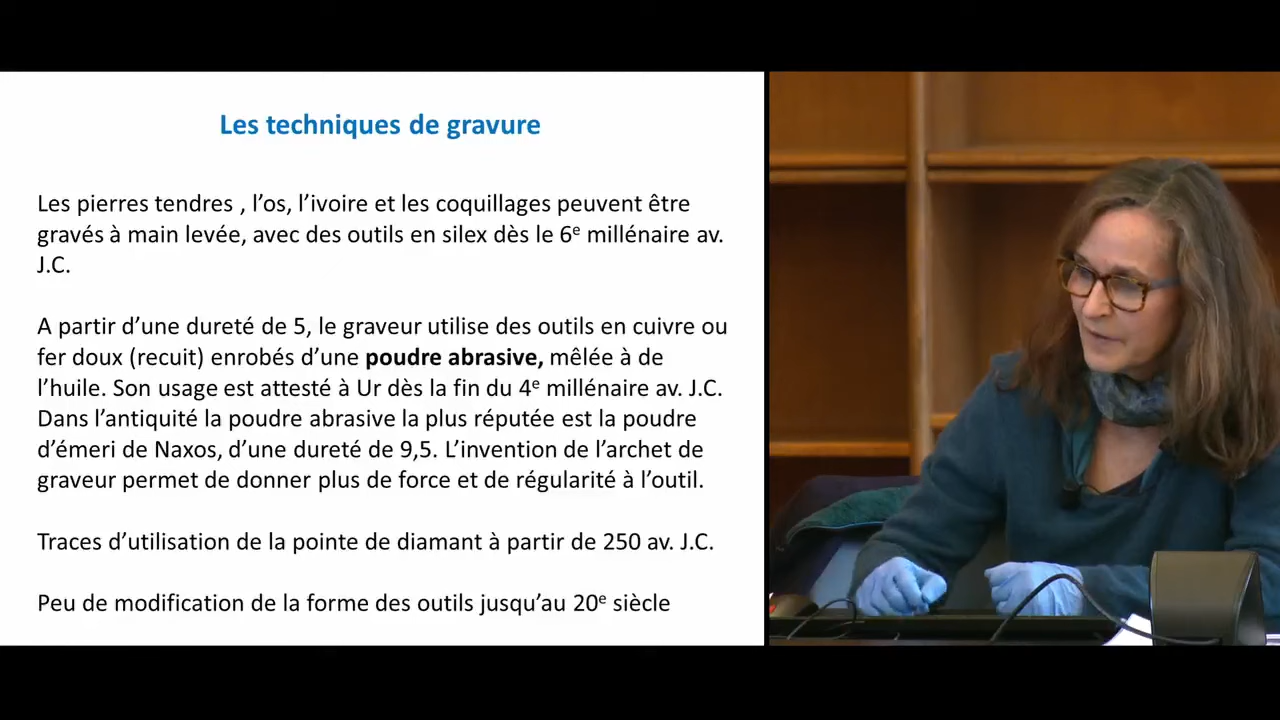 Les techniques de gravure
Les pierres tendres , l’os, l’ivoire et les coquillages peuvent être
gravés à main levée, avec des outils en silex dès le 6e millénaire av.
J.C.
A partir d’une dureté de 5, le graveur utilise des outils en cuivre ou
fer doux (recuit) enrobés d’une poudre abrasive, mêlée à de
l’huile. Son usage est attesté à Ur dès la fin du 4e millénaire av. J.C.
Dans l’antiquité la poudre abrasive la plus réputée est la poudre
d’émeri de Naxos, d’une dureté de 9,5. L’invention de l’archet de
graveur permet de donner plus de force et de régularité à l’outil.
Traces d’utilisation de la pointe de diamant à partir de 250 av. J.C.
Peu de modification de la forme des outils jusqu’au 20e siècle